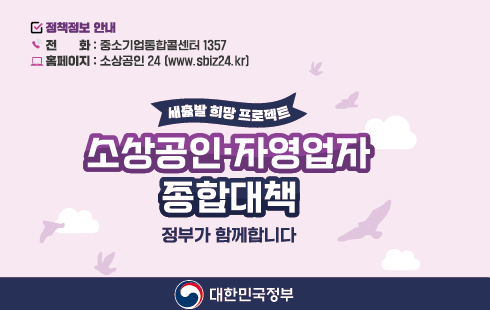 정책정보 안내
전 화 : 중소기업통합콜센터 1357
홈페이지 : 소상공인 24 (www.sbiz24.kr)
새출발 희망 프로젝트
소상공인·자영업자
종합대책
정부가 함께합니다
대한민국정부